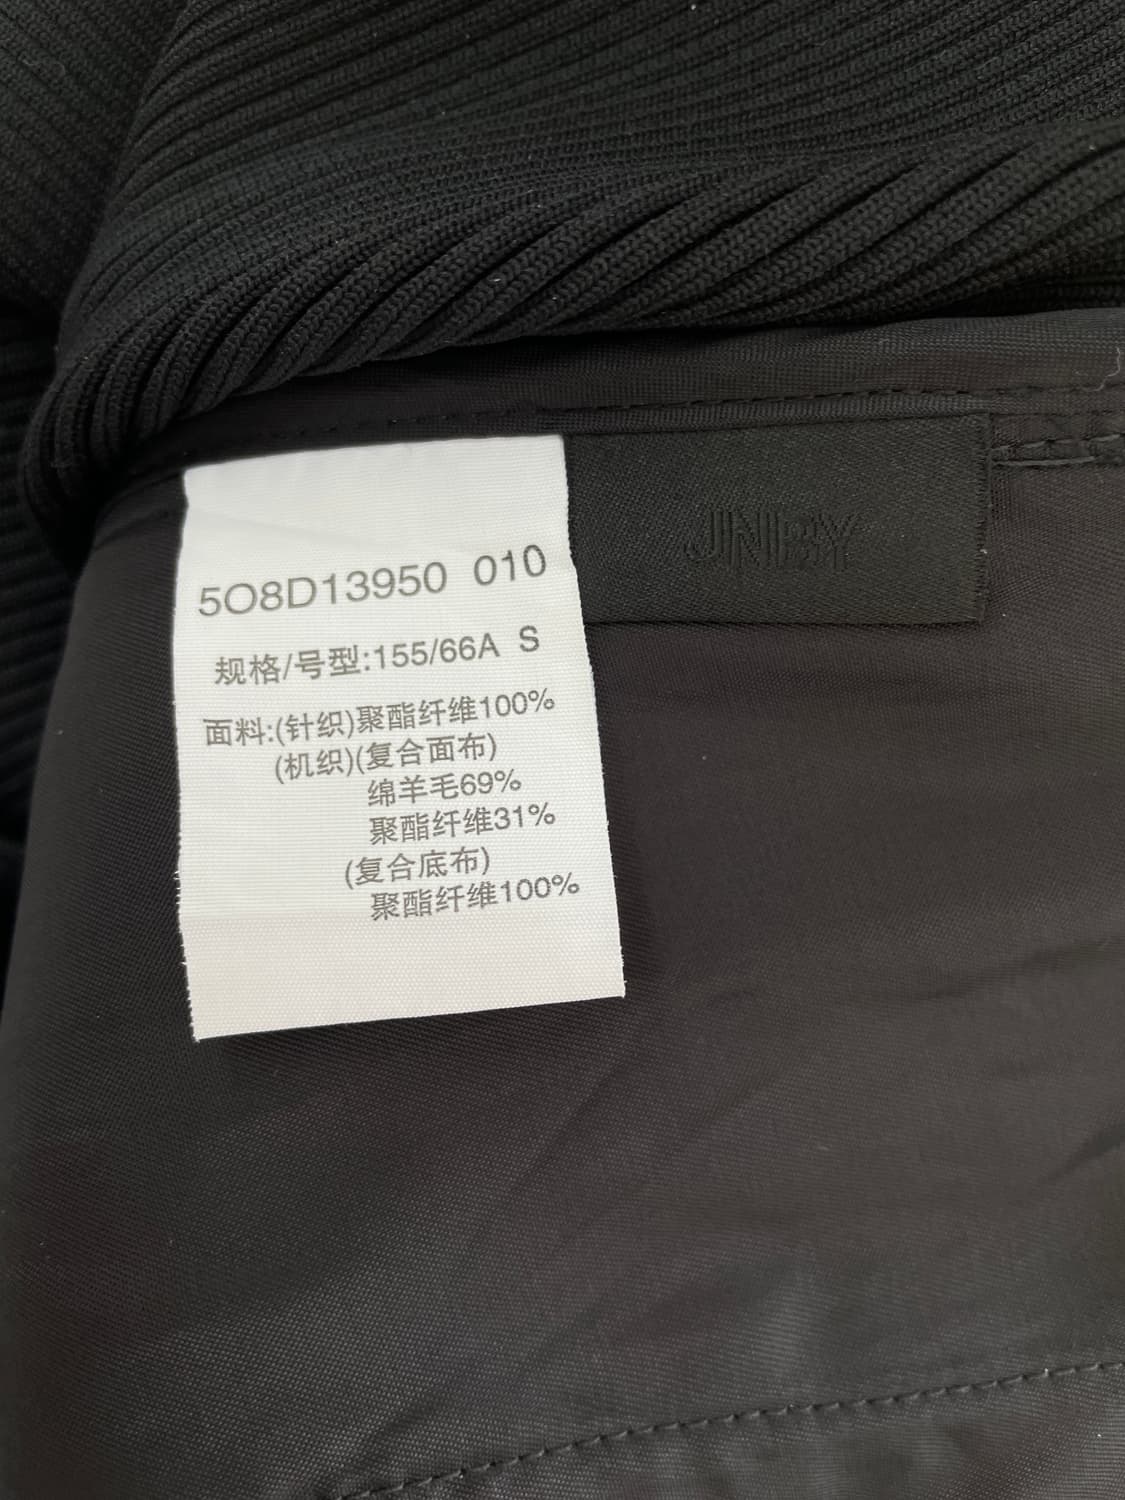 5O8D13950 010
规格/号型:155/66A S
面料:(针织)聚酯纤维100%
(机织)(复合面布)
绵羊毛69%
聚酯纤维31%
(复合底布)
聚酯纤维100%
JNBY